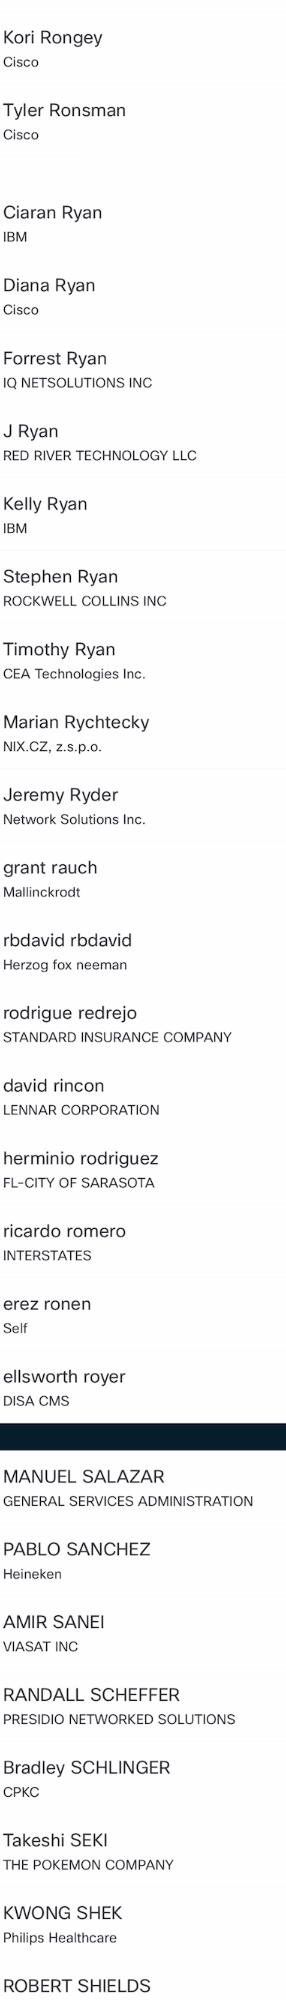 Kori Rongey
Cisco
Tyler Ronsman
Cisco
Ciaran Ryan
IBM
Diana Ryan
Cisco
Forrest Ryan
IQ NETSOLUTIONS INC
J Ryan
RED RIVER TECHNOLOGY LLC
Kelly Ryan
IBM
Stephen Ryan
ROCKWELL COLLINS INC
Timothy Ryan
CEA Technologies Inc.
Marian Rychtecky
NIX.CZ, z.s.p.o.
Jeremy Ryder
Network Solutions Inc.
grant rauch
Mallinckrodt
rbdavid rbdavid
Herzog fox neeman
rodrigue redrejo
STANDARD INSURANCE COMPANY
david rincon
LENNAR CORPORATION
herminio rodriguez
FL-CITY OF SARASOTA
ricardo romero
INTERSTATES
erez ronen
Self
ellsworth royer
DISA CMS
MANUEL SALAZAR
GENERAL SERVICES ADMINISTRATION
PABLO SANCHEZ
Heineken
AMIR SANEI
VIASAT INC
RANDALL SCHEFFER
PRESIDIO NETWORKED SOLUTIONS
Bradley SCHLINGER
CPKC
Takeshi SEKI
THE POKEMON COMPANY
KWONG SHEK
Philips Healthcare
ROBERT SHIELDS